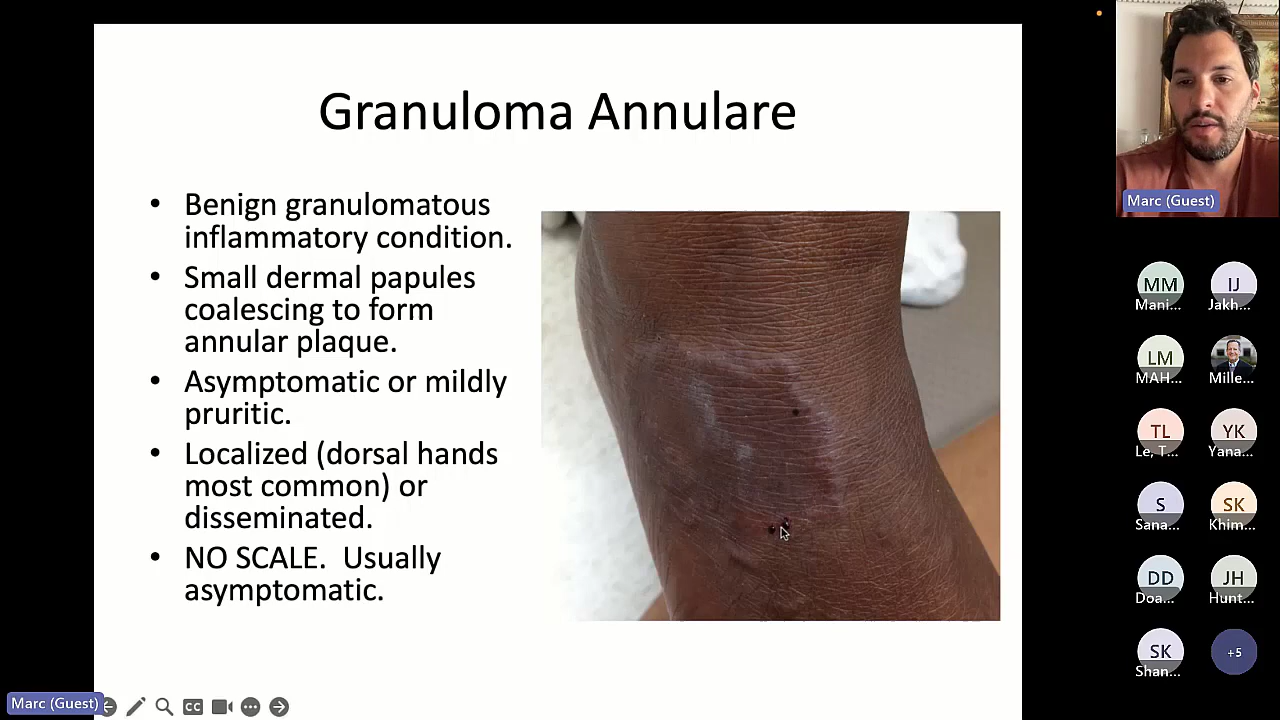 Granuloma Annulare
• Benign granulomatous
inflammatory condition.
• Small dermal papules
coalescing to form
annular plaque.
• Asymptomatic or mildly
pruritic.
• Localized (dorsal hands
most common) or
disseminated.
• NO SCALE.  Usually
asymptomatic.
Marc (Guest)
MM
Mani...
IJ
Jakh...
LM
MAH...
Mille...
TL
Le, T...
YK
Yana...
S
Sana...
SK
Khim...
DD
Doa...
JH
Hunt...
SK
Shan...
+5
Marc (Guest)
CC